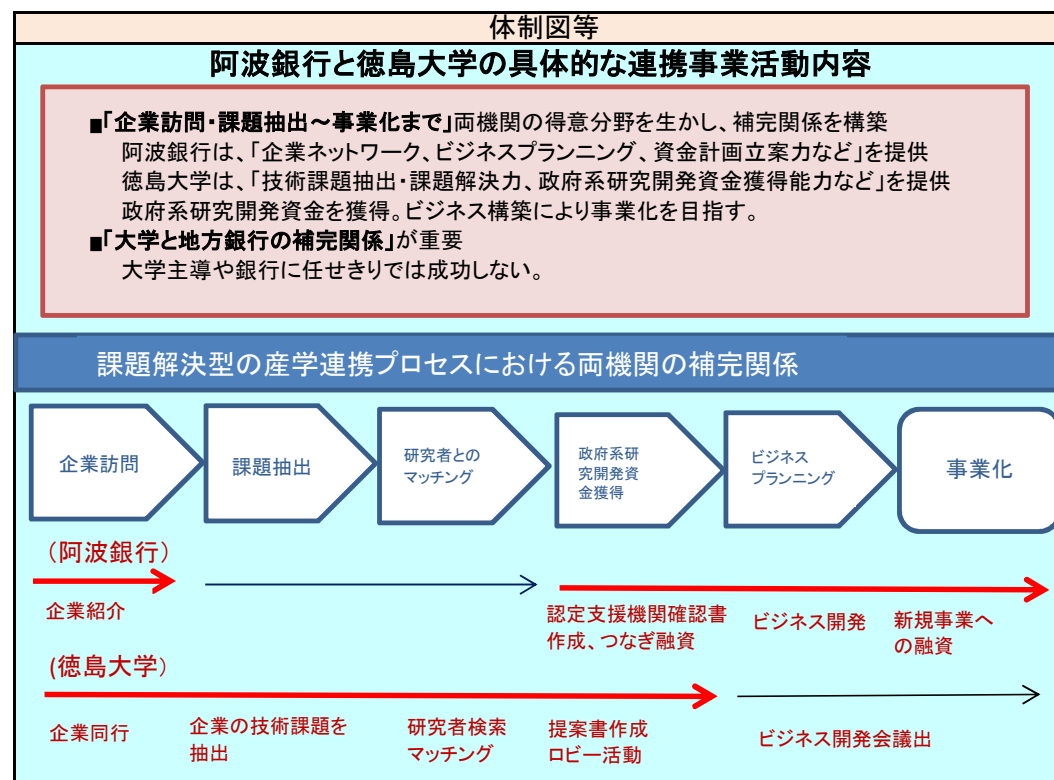 体制図等
阿波銀行と徳島大学の具体的な連携事業活動内容
■「企業訪問・課題抽出～事業化まで」両機関の得意分野を生かし、補完関係を構築
阿波銀行は、「企業ネットワーク、ビジネスプランニング、資金計画立案力など」を提供
徳島大学は、「技術課題抽出・課題解決力、政府系研究開発資金獲得能力など」を提供
政府系研究開発資金を獲得。ビジネス構築により事業化を目指す。
■「大学と地方銀行の補完関係」が重要
大学主導や銀行に任せきりでは成功しない。
課題解決型の産学連携プロセスにおける両機関の補完関係
企業訪問
課題抽出
研究者との
マッチング
政府系研
究開発資
金獲得
ビジネス
プランニング
事業化
（阿波銀行）
企業紹介
認定支援機関確認書
作成、つなぎ融資
ビジネス開発
新規事業へ
の融資
(徳島大学）
企業同行
企業の技術課題を
抽出
研究者検索
マッチング
提案書作成
ロビー活動
ビジネス開発会議出